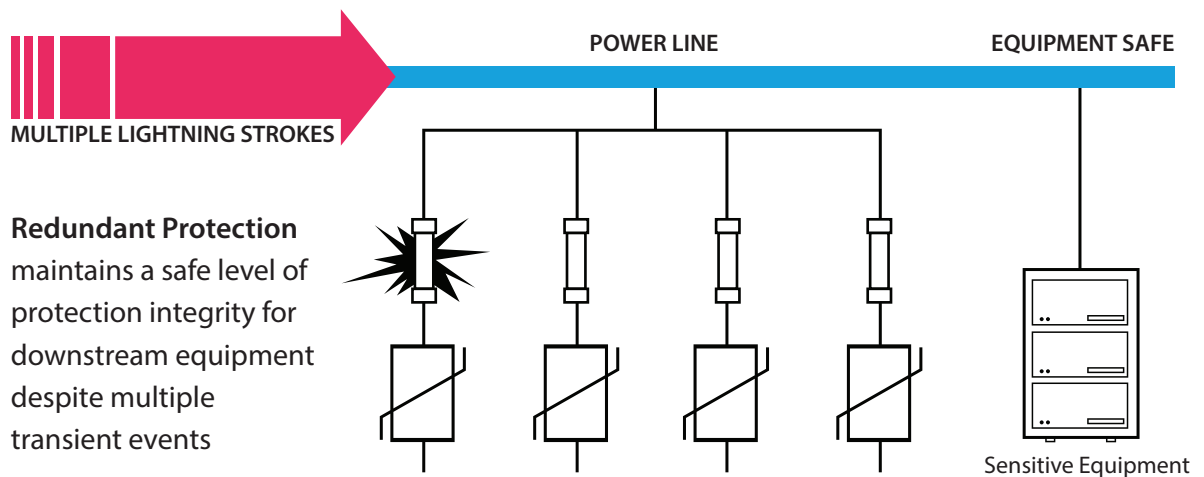 POWER LINE
EQUIPMENT SAFE
MULTIPLE LIGHTNING STROKES
Redundant Protection
maintains a safe level of
protection integrity for
downstream equipment
despite multiple
transient events
Sensitive Equipment